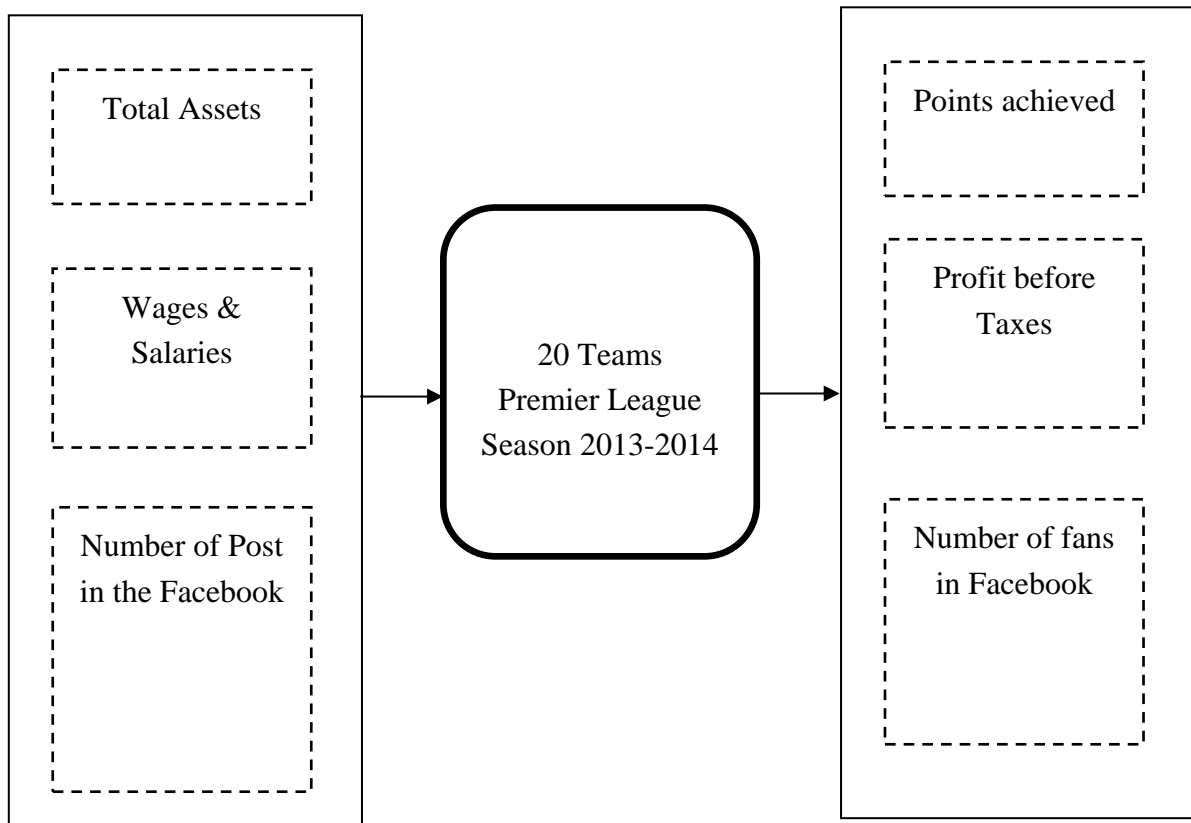 Total Assets
Wages &
Salaries
Number of Post
in the Facebook
20 Teams
Premier League
Season 2013-2014
Points achieved
Profit before
Taxes
Number of fans
in Facebook